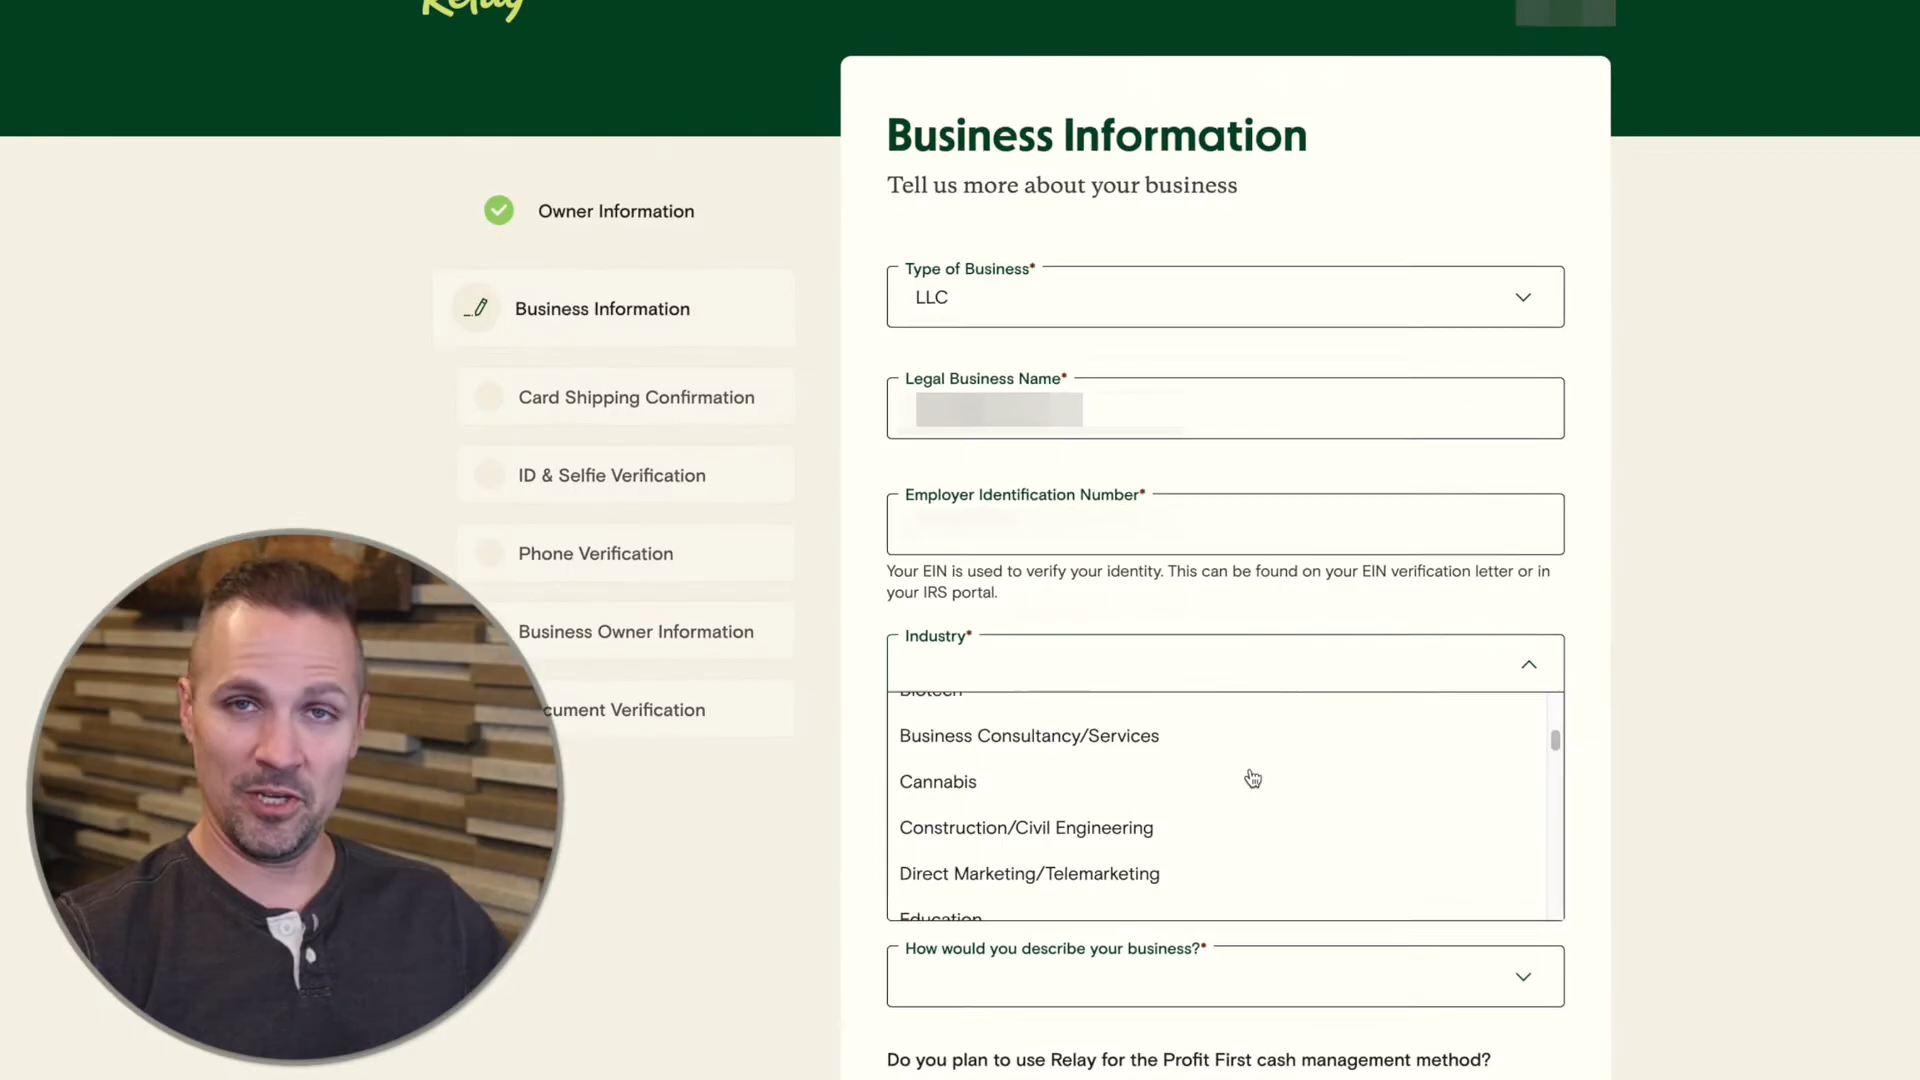 Relay
Business Information
Tell us more about your business
Owner Information
Business Information
Card Shipping Confirmation
ID & Selfie Verification
Phone Verification
Business Owner Information
cument Verification
Type of Business*
LLC
Legal Business Name*
Employer Identification Number*
Your EIN is used to verify your identity. This can be found on your EIN verification letter or in
your IRS portal.
Industry*
Biotech
Business Consultancy/Services
Cannabis
Construction/Civil Engineering
Direct Marketing/Telemarketing
Education
How would you describe your business?*
Do you plan to use Relay for the Profit First cash management method?